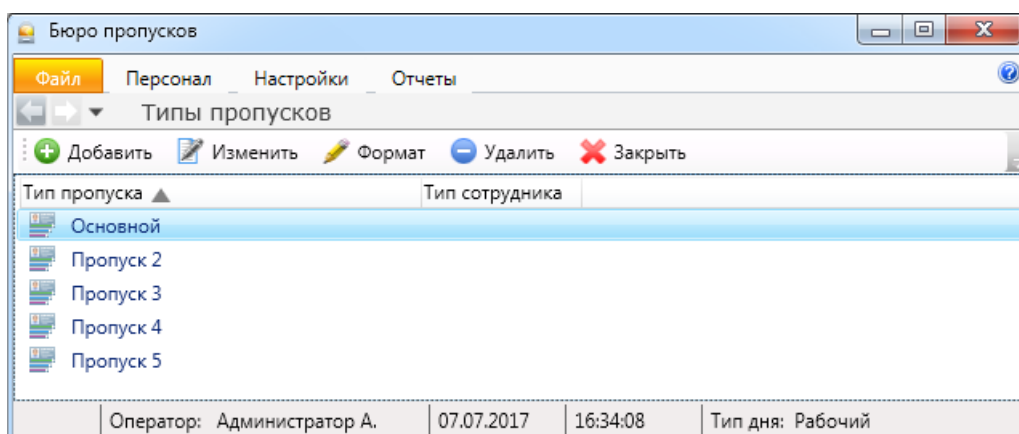 Бюро пропусков
Файл Персонал Настройки Отчеты
Типы пропусков
Добавить Изменить Формат Удалить Закрыть
Тип пропуска Тип сотрудника
Основной
Пропуск 2
Пропуск 3
Пропуск 4
Пропуск 5
Оператор: Администратор А. 07.07.2017 16:34:08 Тип дня: Рабочий